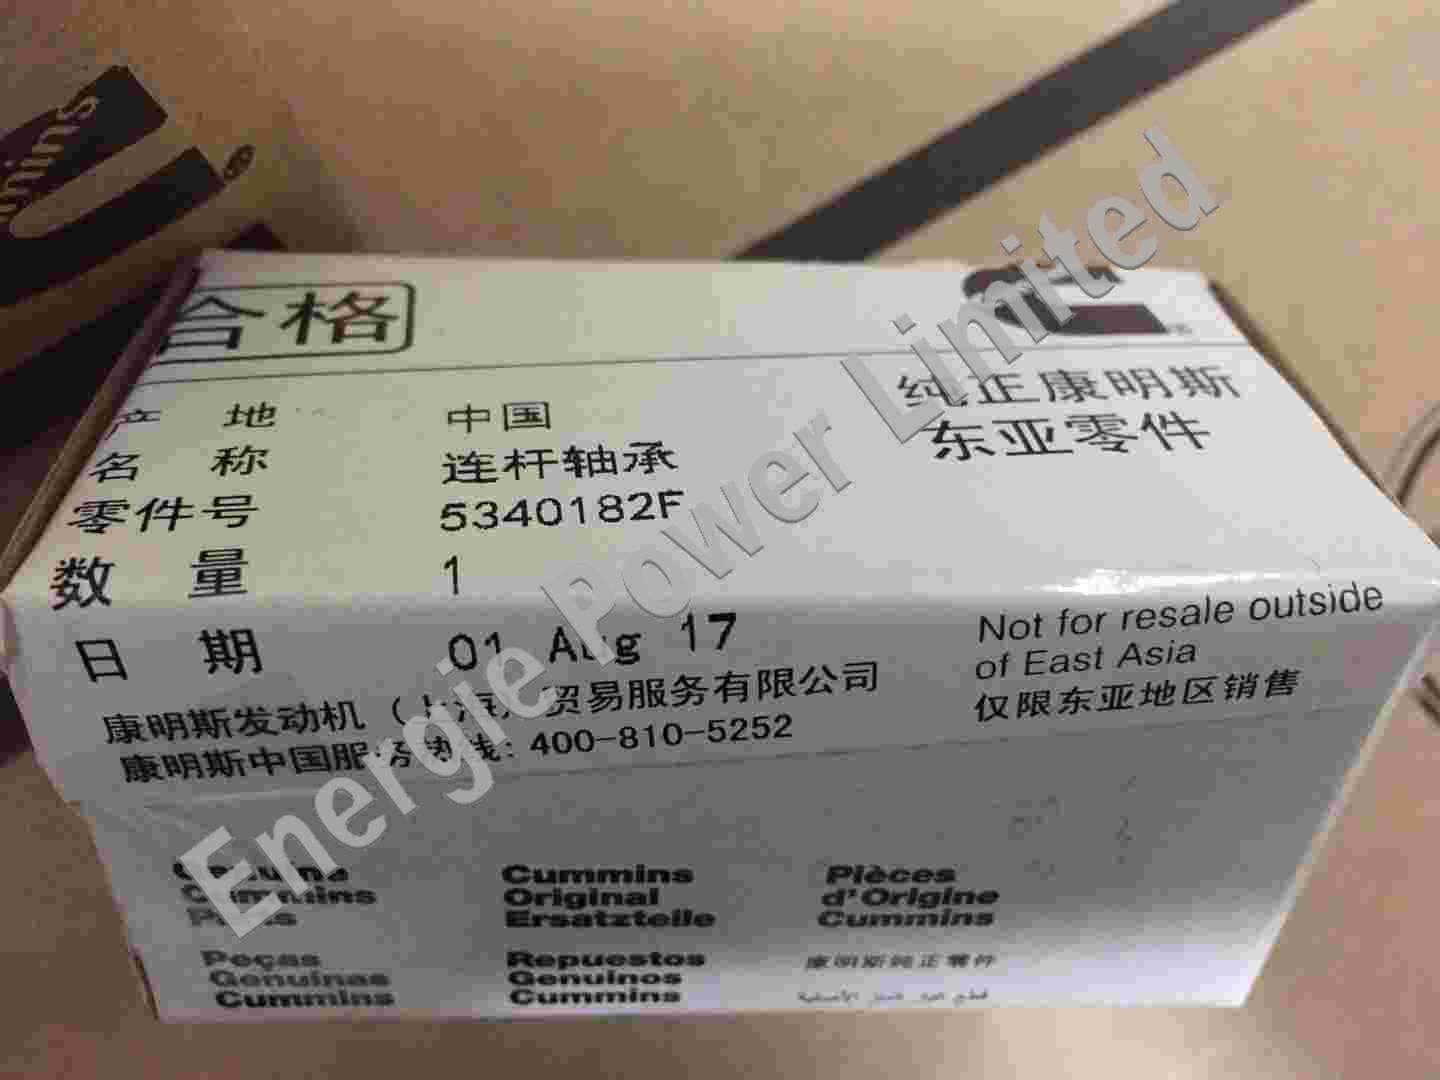 合格
产 地 中国
名 称 连杆轴承
零件号 5340182F
数 量 1
日 期 01 Aug 17
康明斯发动机（上海）贸易服务有限公司
康明斯中国服务热线: 400-810-5252
纯正康明斯
东亚零件
Not for resale outside
of East Asia
仅限东亚地区销售
Genuine
Cummins
Parts
Cummins
Original
Ersatzteile
Pièces
d'Origine
Cummins
Peças
Genuinas
Cummins
Repuestos
Genuinos
Cummins
康明斯纯正零件
Energie Power Limited